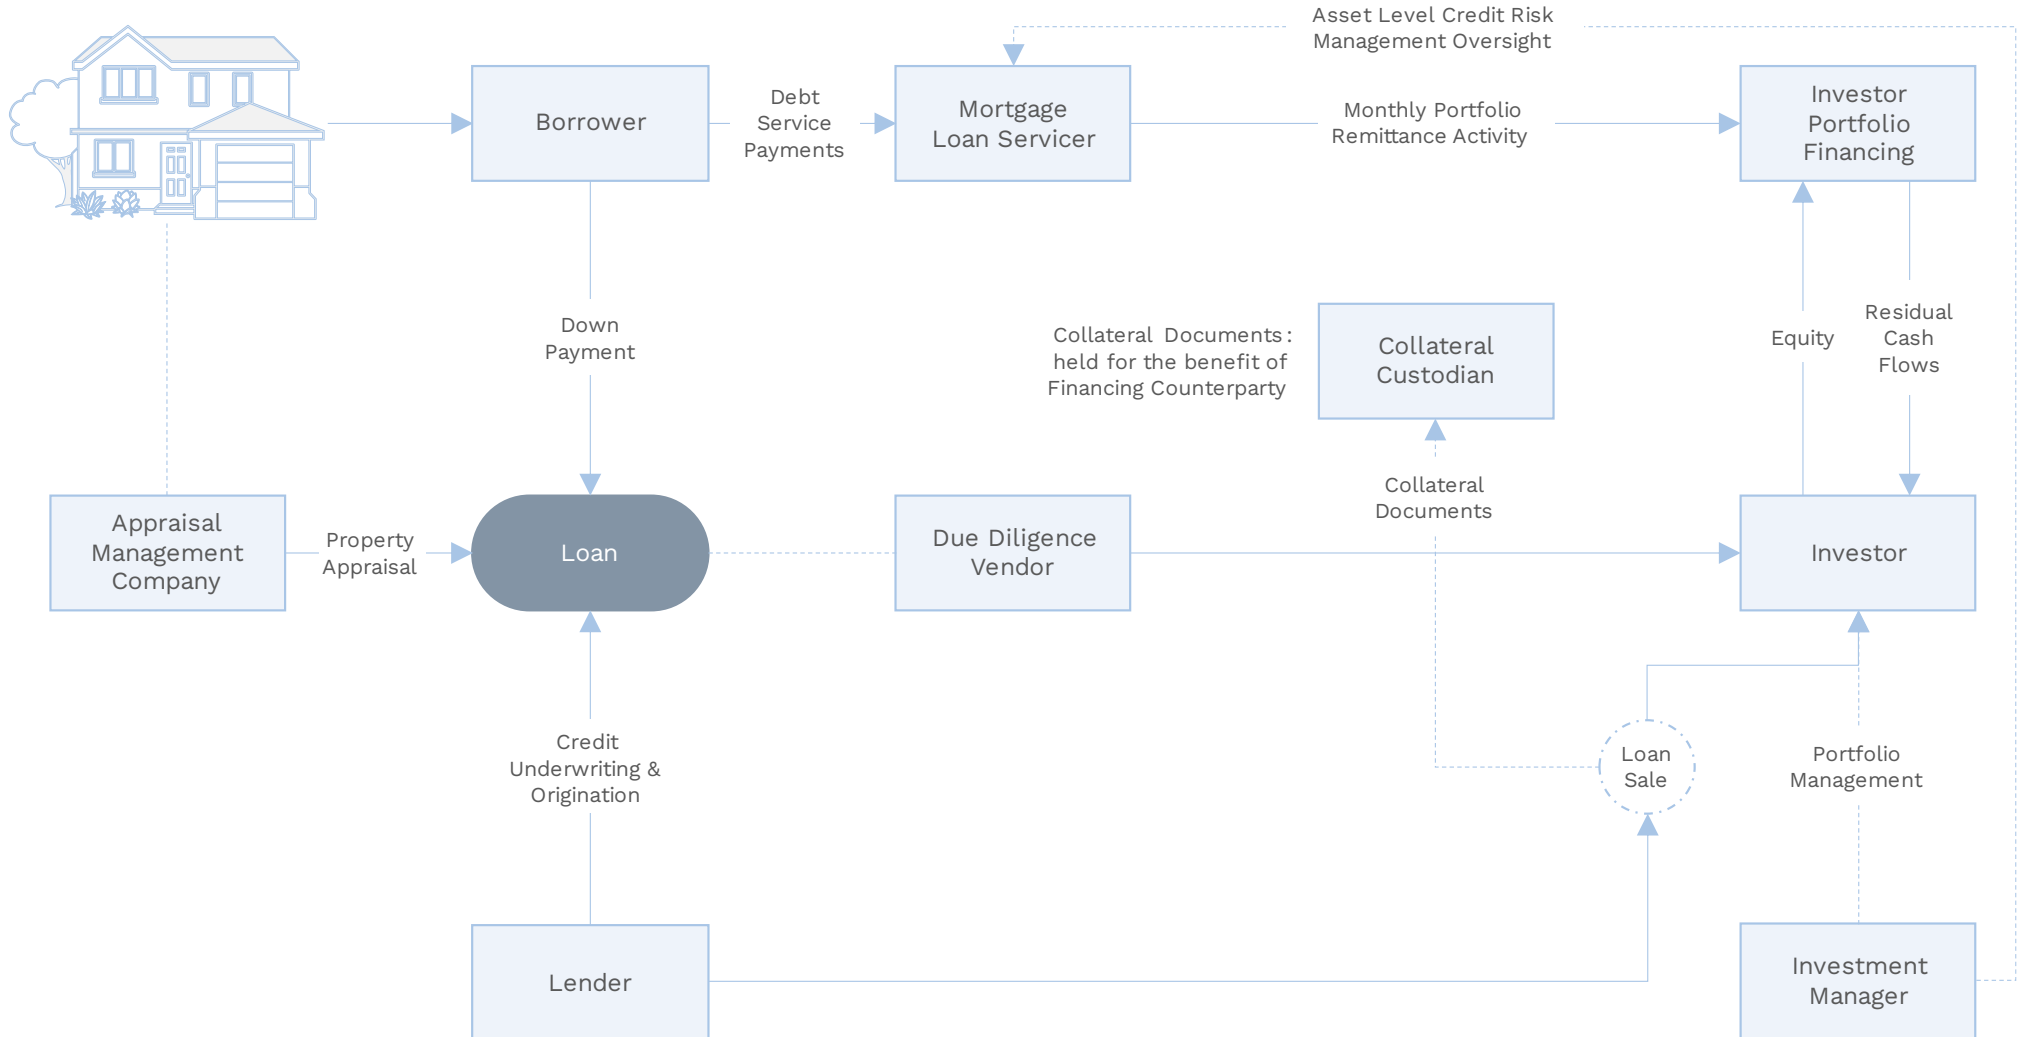 Asset Level Credit Risk
Management Oversight
Borrower
Debt
Service
Payments
Mortgage
Loan Servicer
Monthly Portfolio
Remittance Activity
Investor
Portfolio
Financing
Down
Payment
Collateral Documents:
held for the benefit of
Financing Counterparty
Collateral
Custodian
Equity
Residual
Cash
Flows
Appraisal
Management
Company
Property
Appraisal
Loan
Due Diligence
Vendor
Collateral
Documents
Investor
Credit
Underwriting &
Origination
Loan
Sale
Portfolio
Management
Lender
Investment
Manager